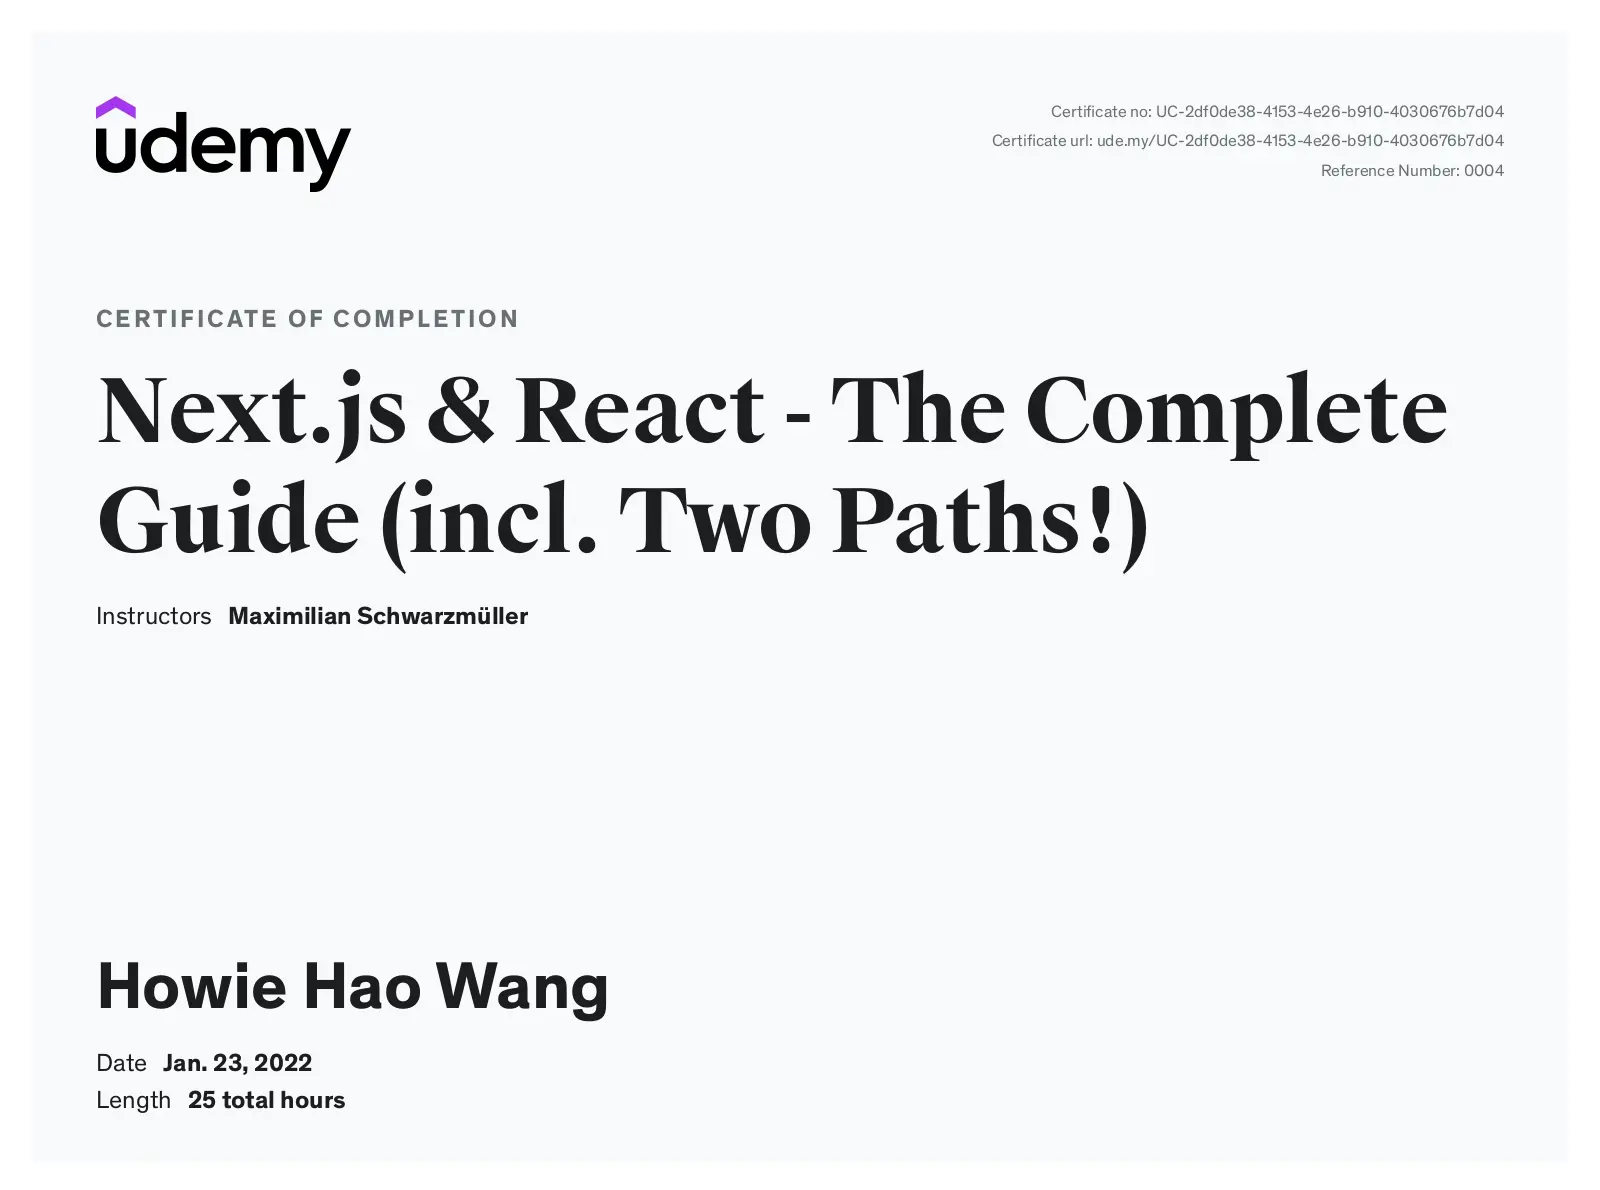 udemy
Certificate no: UC-2df0de38-4153-4e26-b910-4030676b7d04
Certificate url: ude.my/UC-2df0de38-4153-4e26-b910-4030676b7d04
Reference Number: 0004
CERTIFICATE OF COMPLETION
Next.js & React - The Complete
Guide (incl. Two Paths!)
Instructors Maximilian Schwarzmüller
Howie Hao Wang
Date Jan. 23, 2022
Length 25 total hours